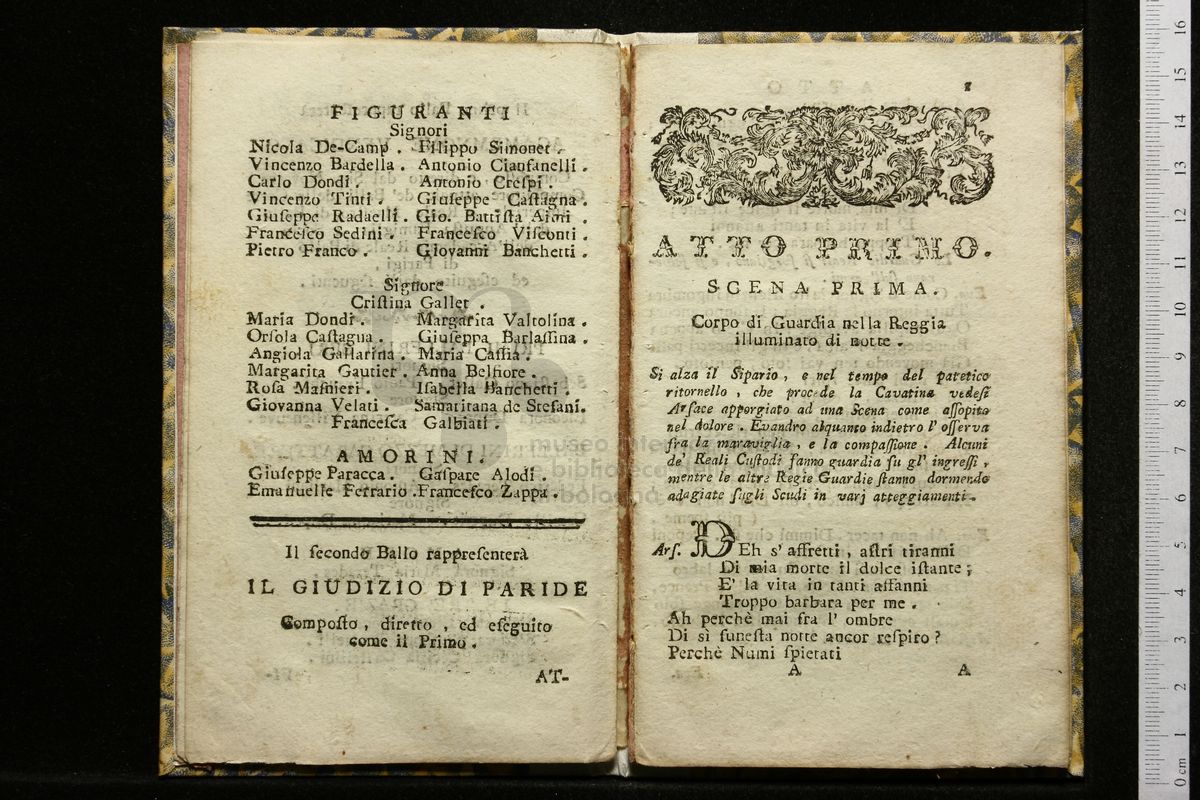 FIGURANTI
Signori
Nicola De-Camp . Filippo Simonet .
Vincenzo Bardella . Antonio Cianfanelli .
Carlo Dondi . Antonio Creſpi .
Vincenzo Tinti . Giuſeppe Caſtagna .
Giuſeppe Radaelli . Gio. Battiſta Aimi .
Franceſco Sedini . Franceſco Viſconti .
Pietro Franco . Giovanni Banchetti .
Signore
Criſtina Gallet .
Maria Dondi . Margarita Valtolina .
Orſola Caſtagna . Giuſeppa Barlaſſina .
Angiola Gallarina . Maria Caſſia .
Margarita Gautier . Anna Belfiore .
Roſa Maſnieri . Iſabella Banchetti .
Giovanna Velati . Samaritana de Stefani.
Franceſca Galbiati .
AMORINI.
Giuſeppe Paracca . Gaſpare Alodi .
Emanuelle Ferrario . Franceſco Zappa .
Il ſecondo Ballo rappreſenterà
IL GIUDIZIO DI PARIDE
Compoſto , diretto , ed eſeguito
come il Primo .
AT-
ATTO PRIMO.
SCENA PRIMA.
Corpo di Guardia nella Reggia
illuminato di notte .
Si alza il Sipario , e nel tempo del patetico
ritornello , che procede la Cavatina vedeſi
Arſace appoggiato ad una Scena come aſſopito
nel dolore . Evandro alquanto indietro l' oſſerva
fra la maraviglia , e la compaſſione . Alcuni
de' Reali Cuſtodi fanno guardia ſu gl' ingreſſi ,
mentre le altre Regie Guardie ſtanno dormendo
adagiate ſugli Scudi in varj atteggiamenti .
Arſ. DEh s' affretti , aſtri tiranni
Di mia morte il dolce iſtante ;
E' la vita in tanti affanni
Troppo barbara per me .
Ah perchè mai fra l' ombre
Di sì funeſta notte ancor reſpiro ?
Perchè Numi ſpietati
A A